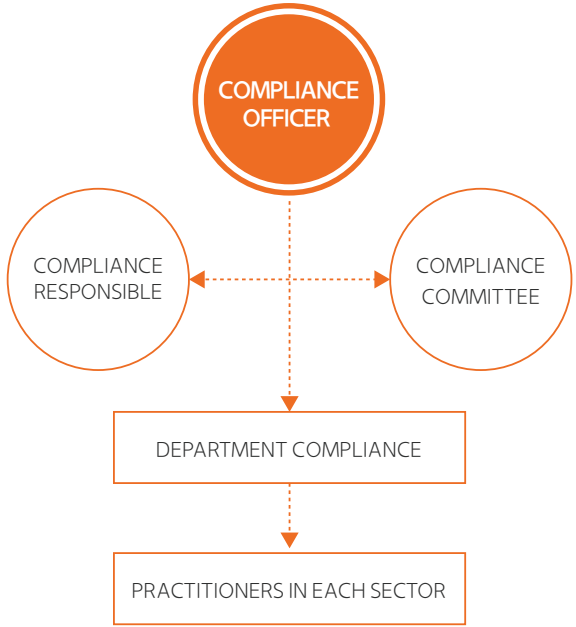 COMPLIANCE
OFFICER
COMPLIANCE
RESPONSIBLE
COMPLIANCE
COMMITTEE
DEPARTMENT COMPLIANCE
PRACTITIONERS IN EACH SECTOR